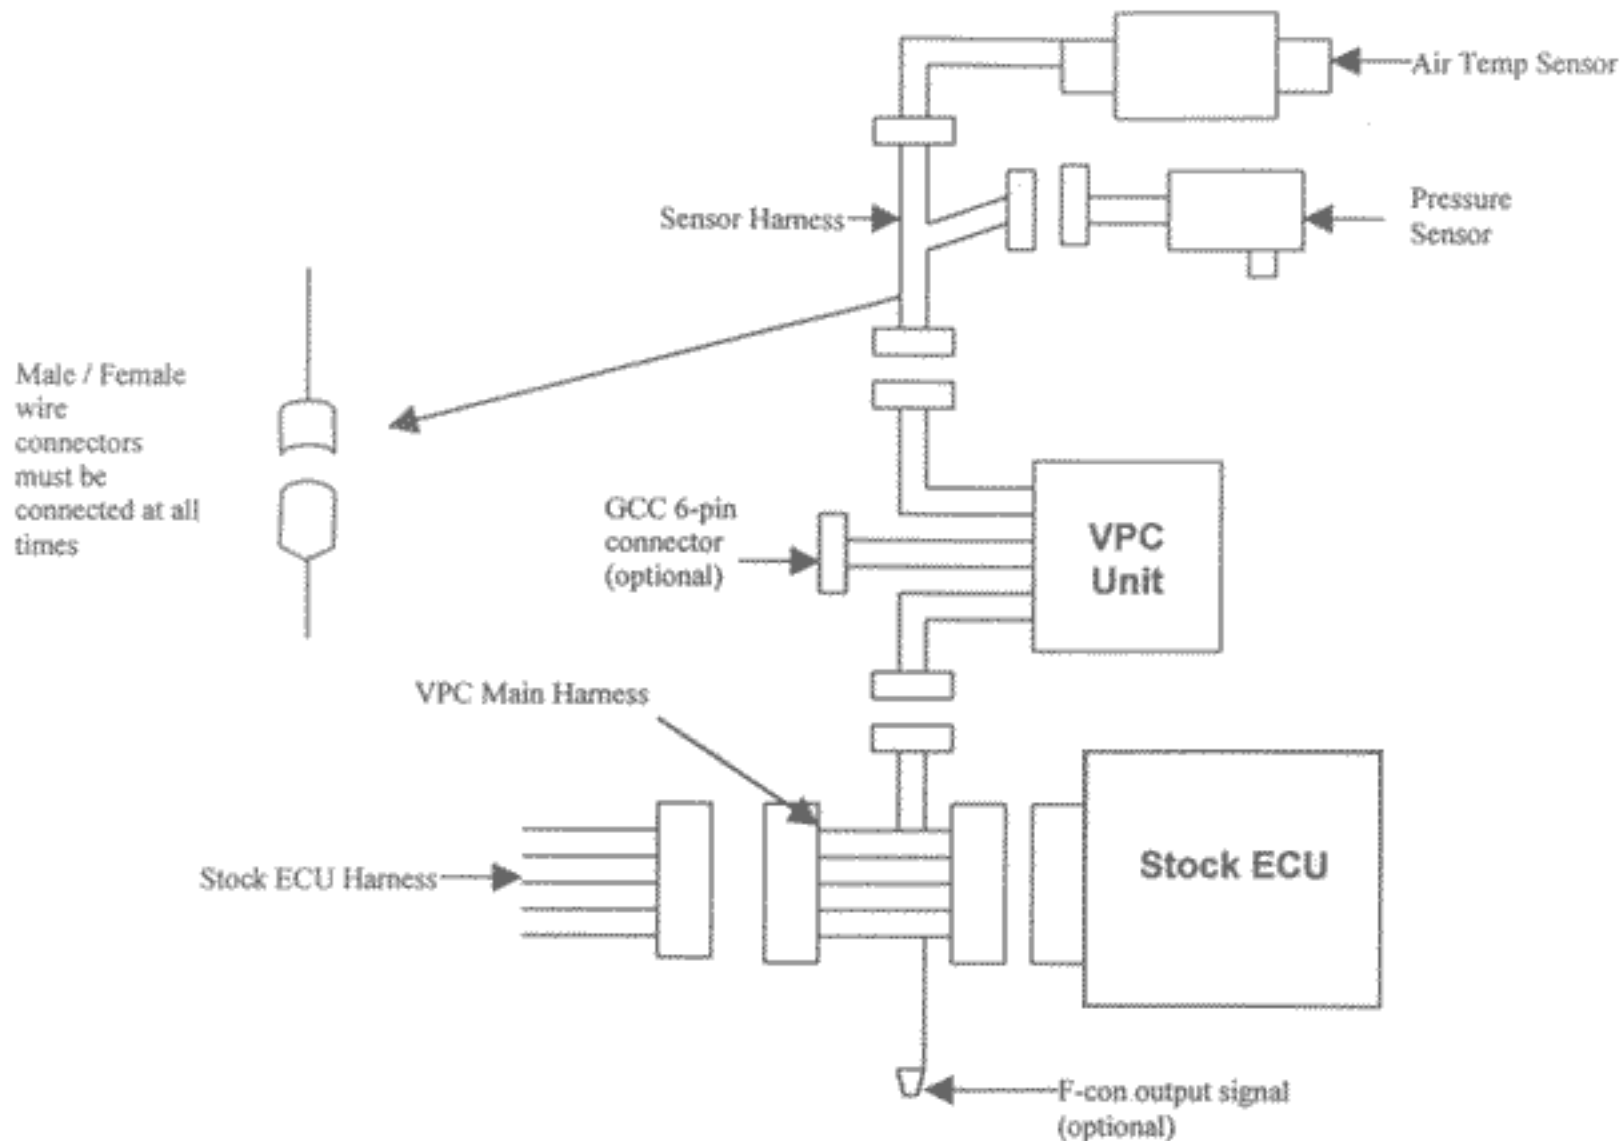 Air Temp Sensor
Pressure
Sensor
Sensor Harness
Male / Female
wire
connectors
must be
connected at all
times
GCC 6-pin
connector
(optional)
VPC
Unit
VPC Main Harness
Stock ECU Harness
Stock ECU
F-con output signal
(optional)